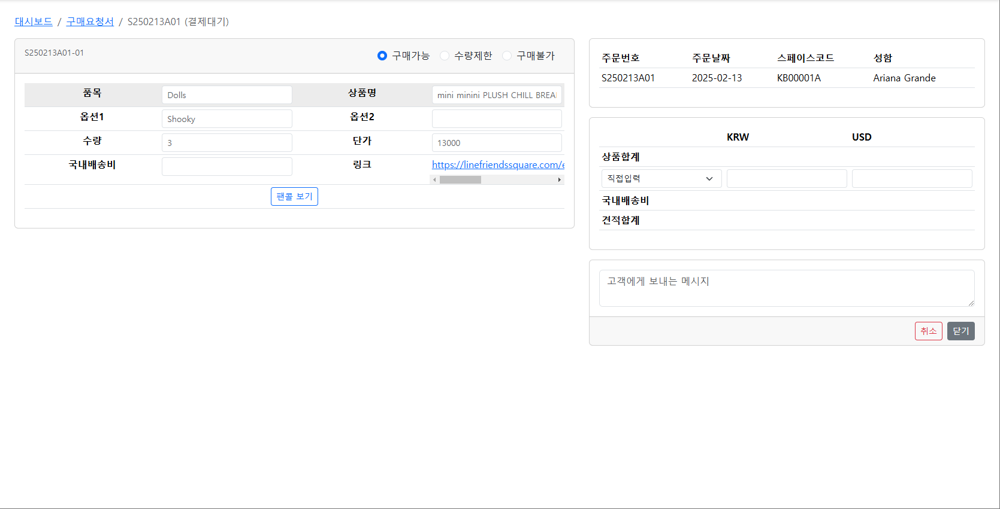 대시보드 / 구매요청서 / S250213A01 (결제대기)
S250213A01-01 구매가능 수량제한 구매불가
품목 Dolls 상품명 mini minini PLUSH CHILL BREA
옵션1 Shooky 옵션2
수량 3 단가 13000
국내배송비 링크 https://linefriendssquare.com/e
팬콜 보기
주문번호 주문날짜 스페이스코드 성함
S250213A01 2025-02-13 KB00001A Ariana Grande
KRW USD
상품합계
직접입력
국내배송비
견적합계
고객에게 보내는 메시지
취소 닫기